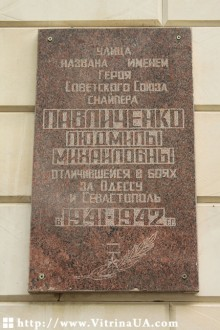 УЛИЦА
НАЗВАНА ИМЕНЕМ
ГЕРОЯ
СОВЕТСКОГО СОЮЗА
СНАЙПЕРА
ПАВЛИЧЕНКО
ЛЮДМИЛЫ
МИХАЙЛОВНЫ
ОТЛИЧИВШЕЙСЯ В БОЯХ
ЗА ОДЕССУ
И СЕВАСТОПОЛЬ
В 1941-1942 ГГ.
http://www.VitrinaUA.com